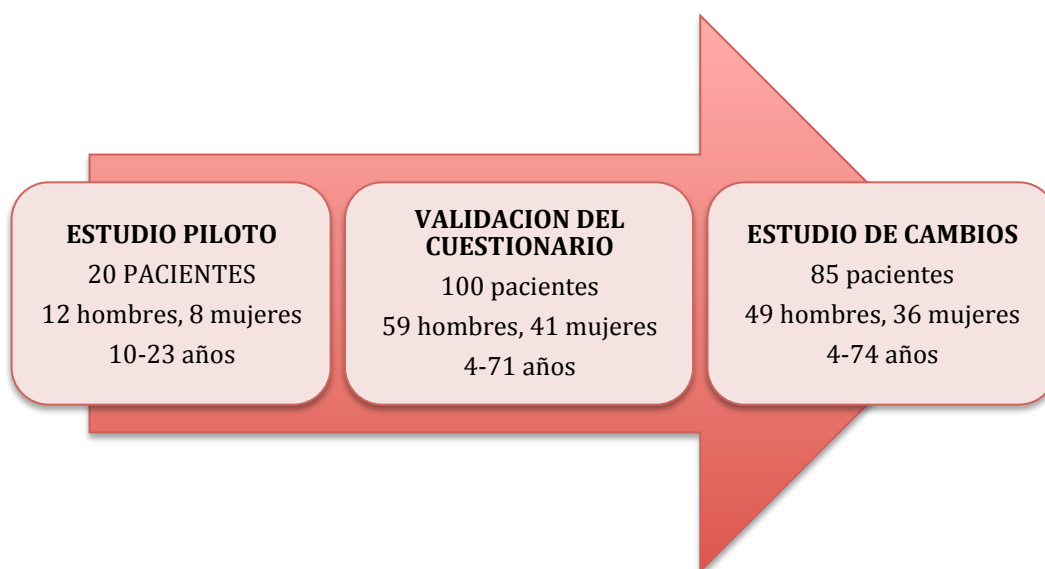 ESTUDIO PILOTO
20 PACIENTES
12 hombres, 8 mujeres
10-23 años
VALIDACION DEL
CUESTIONARIO
100 pacientes
59 hombres, 41 mujeres
4-71 años
ESTUDIO DE CAMBIOS
85 pacientes
49 hombres, 36 mujeres
4-74 años